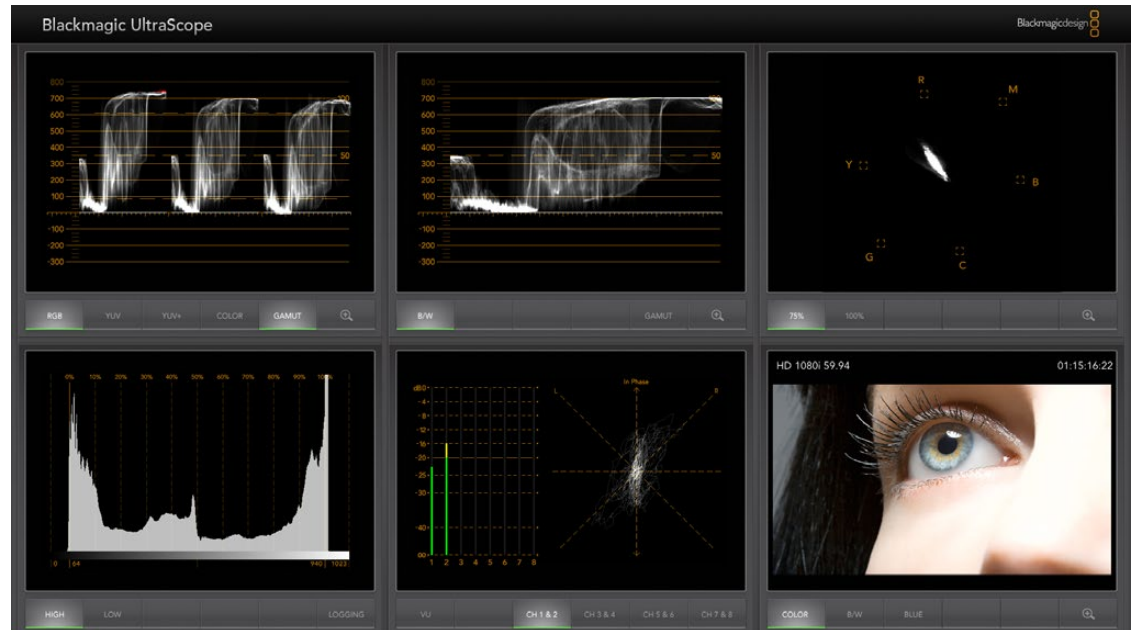 Blackmagic UltraScope
Blackmagicdesign
800
700
600
500
400
300
200
100
0
-100
-200
-300
100
50
RGB YUV YUV+ COLOR GAMUT
800
700
600
500
400
300
200
100
0
-100
-200
-300
100
50
B/W GAMUT
R
M
Y
B
G
C
75% 100%
0% 10% 20% 30% 40% 50% 60% 70% 80% 90% 100%
0 64 940 1023
HIGH LOW LOGGING
dB0
-4
-8
-12
-16
-20
-25
-30
-40
1 2 3 4 5 6 7 8
In Phase
L R
VU CH 1 & 2 CH 3 & 4 CH 5 & 6 CH 7 & 8
HD 1080i 59.94 01:15:16:22
COLOR B/W BLUE